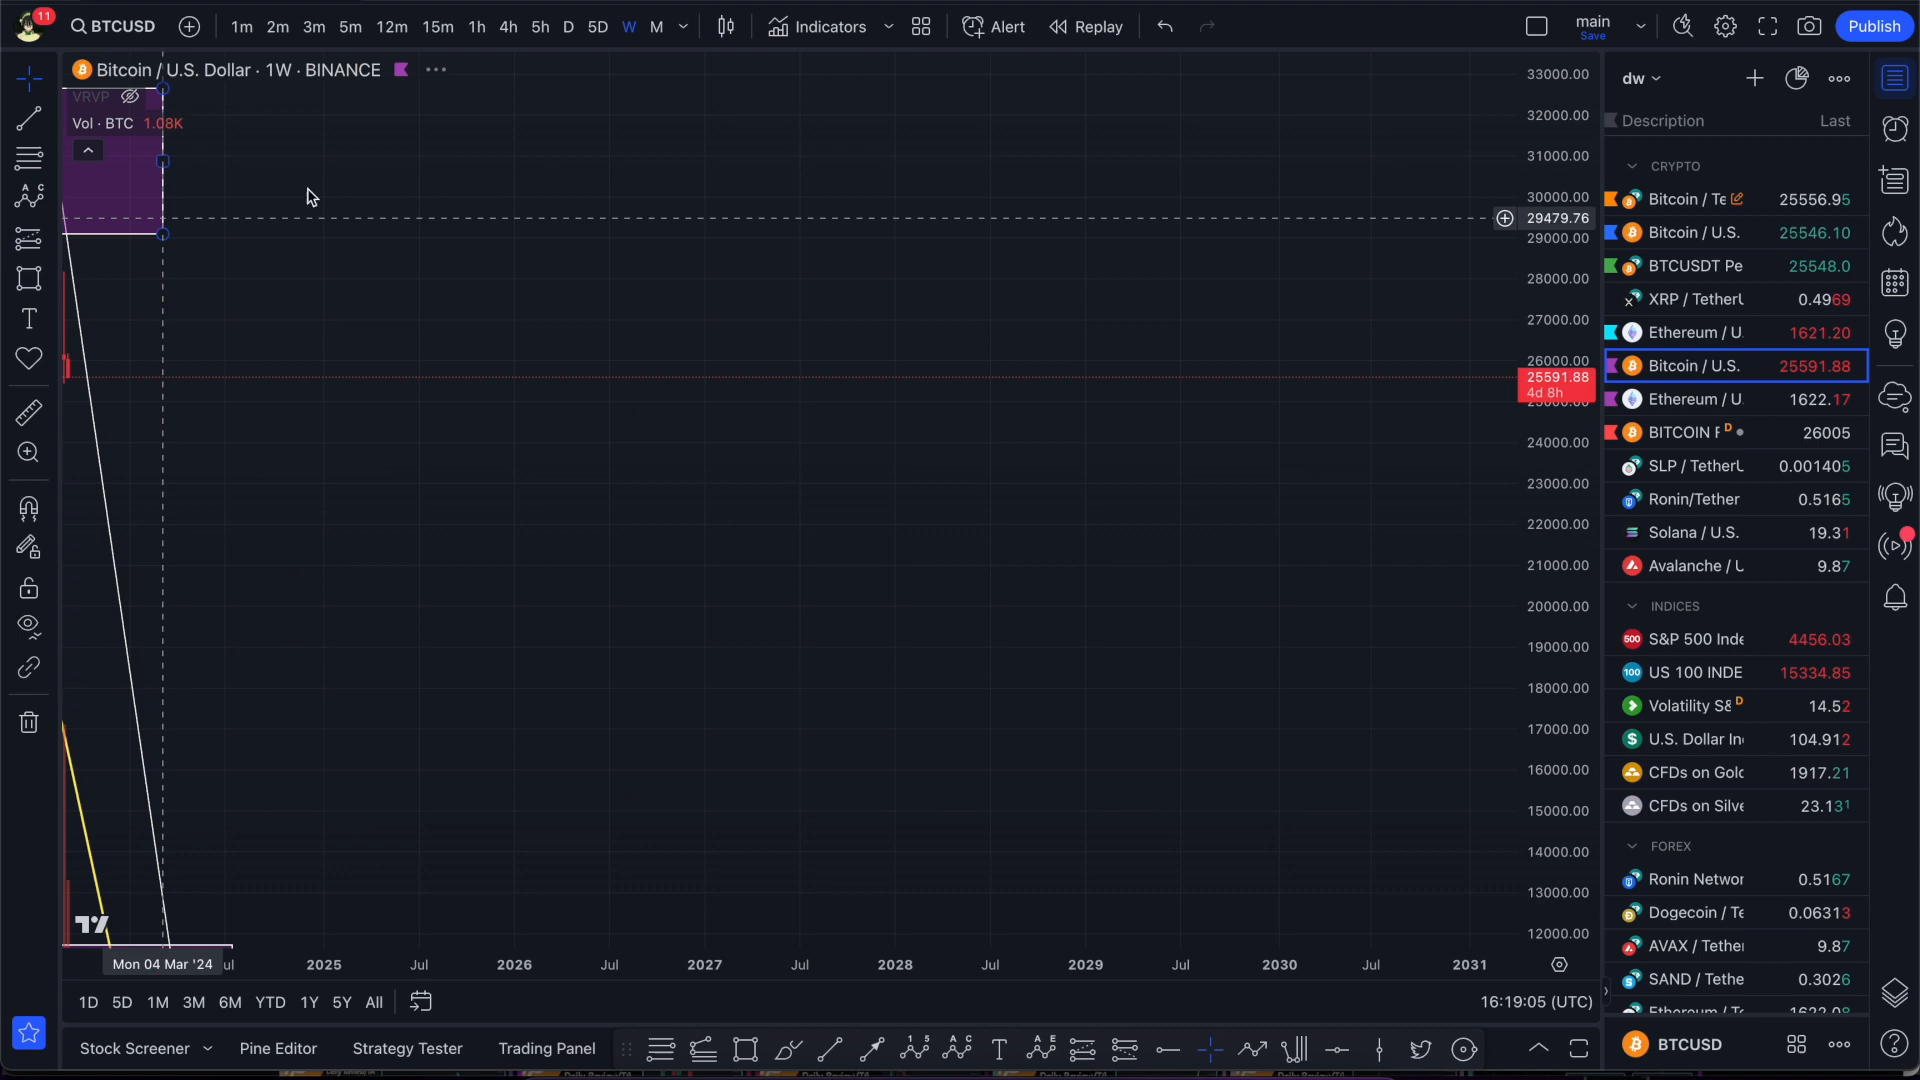 11
BTCUSD
1m 2m 3m 5m 12m 15m 1h 4h 5h D 5D W M
Indicators
Alert
Replay
main
Save
Publish
Bitcoin / U.S. Dollar · 1W · BINANCE
VRVP
Vol · BTC 1.08K
33000.00
32000.00
31000.00
30000.00
29479.76
29000.00
28000.00
27000.00
26000.00
25591.88
4d 8h
24000.00
23000.00
22000.00
21000.00
20000.00
19000.00
18000.00
17000.00
16000.00
15000.00
14000.00
13000.00
12000.00
Mon 04 Mar '24
2025 Jul 2026 Jul 2027 Jul 2028 Jul 2029 Jul 2030 Jul 2031
1D 5D 1M 3M 6M YTD 1Y 5Y All
16:19:05 (UTC)
Stock Screener
Pine Editor
Strategy Tester
Trading Panel
dw
Description Last
CRYPTO
Bitcoin / Te 25556.95
Bitcoin / U.S. 25546.10
BTCUSDT Pe 25548.0
XRP / TetherU 0.4969
Ethereum / U 1621.20
Bitcoin / U.S. 25591.88
Ethereum / U 1622.17
BITCOIN F D 26005
SLP / TetherU 0.001405
Ronin/Tether 0.5165
Solana / U.S. 19.31
Avalanche / U 9.87
INDICES
500 S&P 500 Inde 4456.03
100 US 100 INDE 15334.85
Volatility S& D 14.52
U.S. Dollar In 104.912
CFDs on Gold 1917.21
CFDs on Silve 23.131
FOREX
Ronin Networ 0.5167
Dogecoin / Te 0.06313
AVAX / Tether 9.87
SAND / Tethe 0.3026
BTCUSD